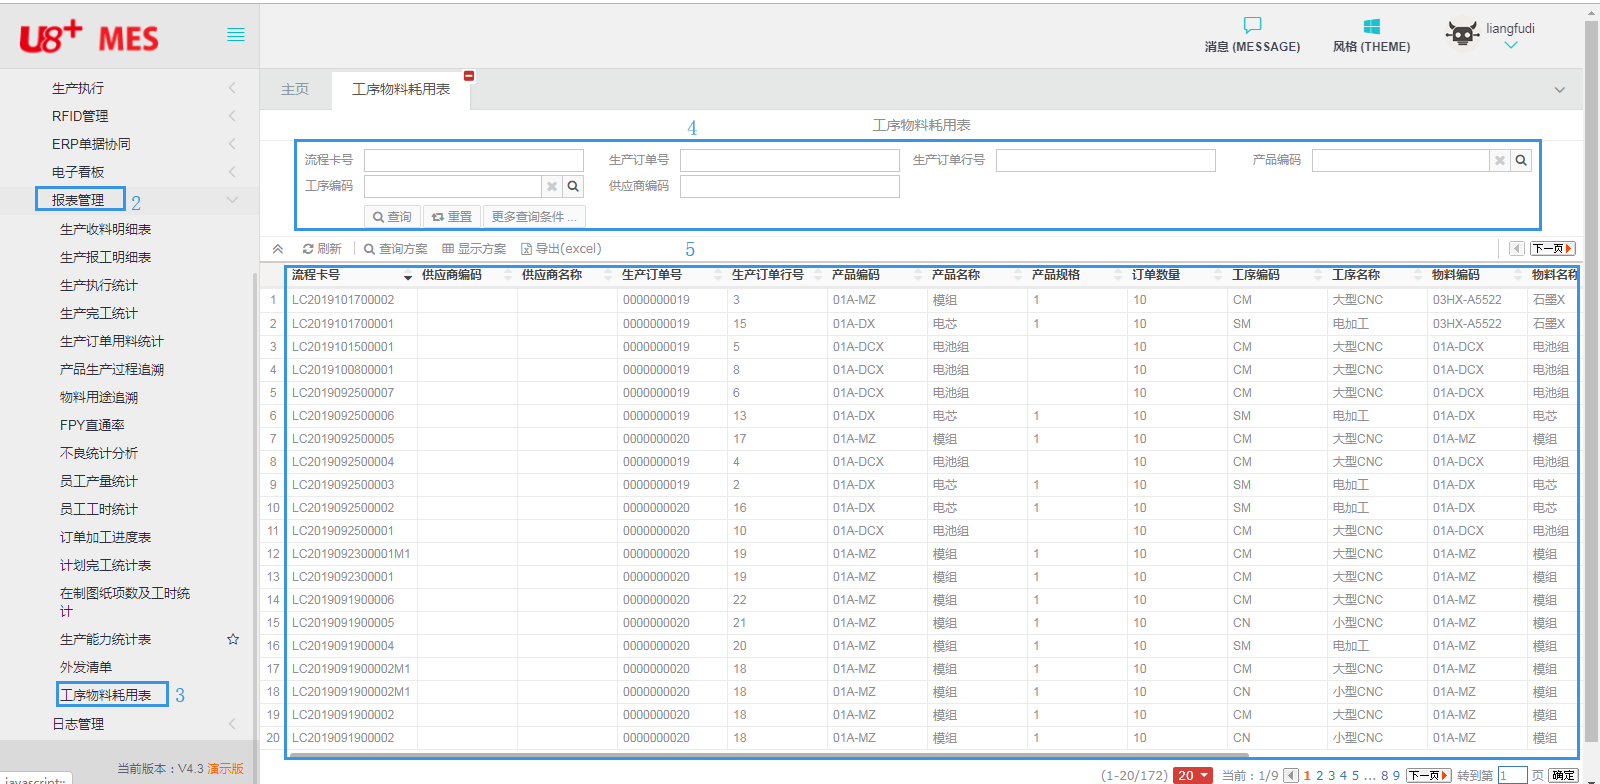 U8+ MES
消息 (MESSAGE) 风格 (THEME) liangfudi
生产执行
RFID管理
ERP单据协同
电子看板
报表管理 2
生产收料明细表
生产报工明细表
生产执行统计
生产完工统计
生产订单用料统计
产品生产过程追溯
物料用途追溯
FPY直通率
不良统计分析
员工产量统计
员工工时统计
订单加工进度表
计划完工统计表
在制图纸项数及工时统
计
生产能力统计表
外发清单
工序物料耗用表 3
日志管理
当前版本：V4.3 演示版
javascript:;
主页 工序物料耗用表
4 工序物料耗用表
流程卡号 生产订单号 生产订单行号 产品编码
工序编码 供应商编码
查询 重置 更多查询条件 ...
刷新 查询方案 显示方案 导出(excel) 5 下一页
流程卡号 供应商编码 供应商名称 生产订单号 生产订单行号 产品编码 产品名称 产品规格 订单数量 工序编码 工序名称 物料编码 物料名称
1 LC2019101700002 0000000019 3 01A-MZ 模组 1 10 CM 大型CNC 03HX-A5522 石墨X
2 LC2019101700001 0000000019 15 01A-DX 电芯 1 10 SM 电加工 03HX-A5522 石墨X
3 LC2019101500001 0000000019 5 01A-DCX 电池组 10 CM 大型CNC 01A-DCX 电池组
4 LC2019100800001 0000000019 8 01A-DCX 电池组 10 CM 大型CNC 01A-DCX 电池组
5 LC2019092500007 0000000019 6 01A-DCX 电池组 10 CM 大型CNC 01A-DCX 电池组
6 LC2019092500006 0000000019 13 01A-DX 电芯 1 10 SM 电加工 01A-DX 电芯
7 LC2019092500005 0000000020 17 01A-MZ 模组 1 10 CM 大型CNC 01A-MZ 模组
8 LC2019092500004 0000000019 4 01A-DCX 电池组 10 CM 大型CNC 01A-DCX 电池组
9 LC2019092500003 0000000019 2 01A-DX 电芯 1 10 SM 电加工 01A-DX 电芯
10 LC2019092500002 0000000019 16 01A-DX 电芯 1 10 SM 电加工 01A-DX 电芯
11 LC2019092500001 0000000019 10 01A-DCX 电池组 10 CM 大型CNC 01A-DCX 电池组
12 LC2019092300001M1 0000000020 19 01A-MZ 模组 1 10 CM 大型CNC 01A-MZ 模组
13 LC2019092300001 0000000020 19 01A-MZ 模组 1 10 CM 大型CNC 01A-MZ 模组
14 LC2019091900006 0000000020 22 01A-MZ 模组 1 10 CM 大型CNC 01A-MZ 模组
15 LC2019091900005 0000000020 21 01A-MZ 模组 1 10 CN 小型CNC 01A-MZ 模组
16 LC2019091900004 0000000020 20 01A-MZ 模组 1 10 SM 电加工 01A-MZ 模组
17 LC2019091900002M1 0000000020 18 01A-MZ 模组 1 10 CM 大型CNC 01A-MZ 模组
18 LC2019091900002M1 0000000020 18 01A-MZ 模组 1 10 CN 小型CNC 01A-MZ 模组
19 LC2019091900002 0000000020 18 01A-MZ 模组 1 10 CM 大型CNC 01A-MZ 模组
20 LC2019091900002 0000000020 18 01A-MZ 模组 1 10 CN 小型CNC 01A-MZ 模组
(1-20/172) 20 当前：1/9 1 2 3 4 5 ... 8 9 下一页 转到第 1 页 确定